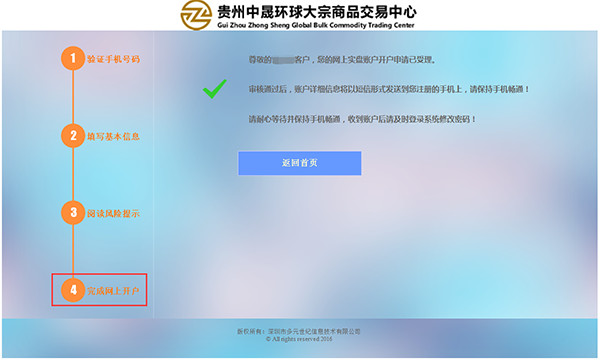 贵州中晟环球大宗商品交易中心
Gui Zhou Zhong Sheng Global Bulk Commodity Trading Center
1 验证手机号码
2 填写基本信息
3 阅读风险提示
4 完成网上开户
尊敬的客户，您的网上实盘账户开户申请已受理。
审核通过后，账户详细信息将以短信形式发送到您注册的手机上，请保持手机畅通！
请耐心等待并保持手机畅通，收到账户后请及时登录系统修改密码！
返回首页
版权所有：深圳市多元世纪信息技术有限公司
© All rights reserved 2016